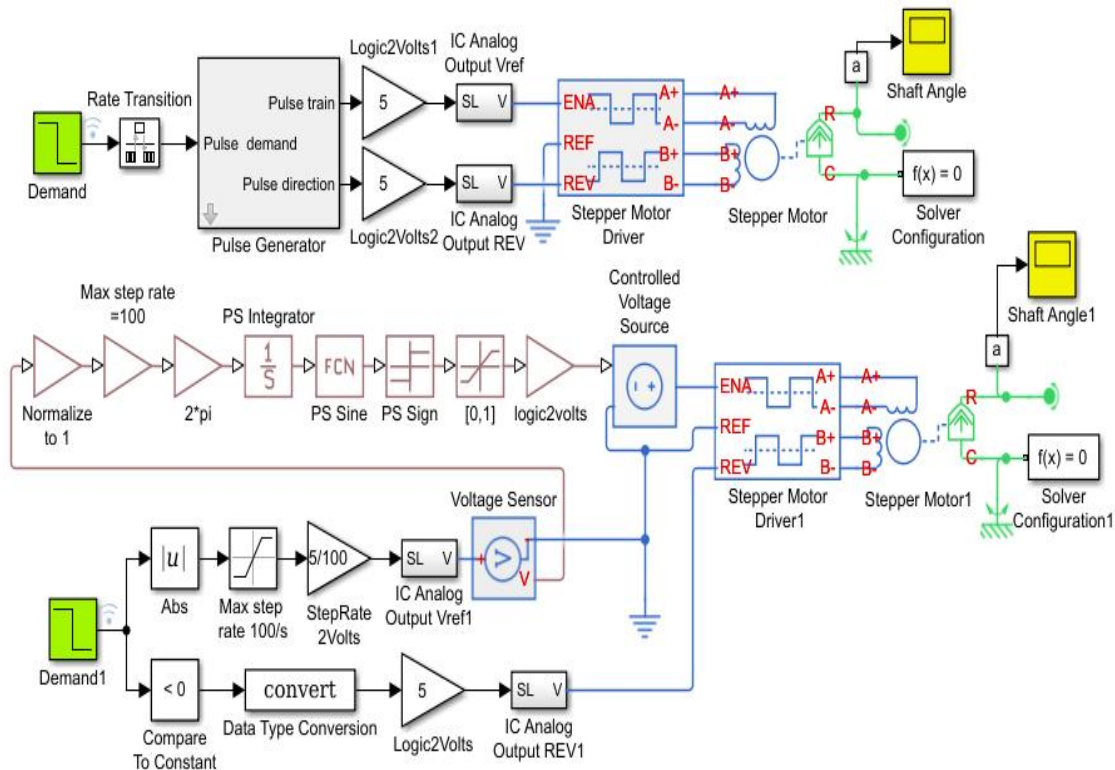 Logic2Volts1
IC Analog
Output Vref
Rate Transition
Pulse train
5
SL V
ENA
A+
A+
a
Shaft Angle
A-
A-
R
Pulse demand
REF
Demand
Pulse direction
5
SL V
REV
B+
B+
B-
B-
C
f(x) = 0
Pulse Generator
Logic2Volts2
IC Analog
Output REV
Stepper Motor
Driver
Stepper Motor
Solver
Configuration
Max step rate
=100
PS Integrator
Controlled
Voltage
Source
Shaft Angle1
a
1
S
FCN
Normalize
to 1
2*pi
PS Sine
PS Sign
[0,1]
logic2volts
ENA
A+
A+
A-
A-
R
REF
REV
B+
B+
B-
B-
C
f(x) = 0
Stepper Motor
Driver1
Stepper Motor1
Solver
Configuration1
Voltage Sensor
|u|
5/100
SL V
+
-
V
V
Abs
Max step
rate 100/s
StepRate
2Volts
IC Analog
Output Vref1
Demand1
< 0
convert
5
SL V
Compare
To Constant
Data Type Conversion
Logic2Volts
IC Analog
Output REV1